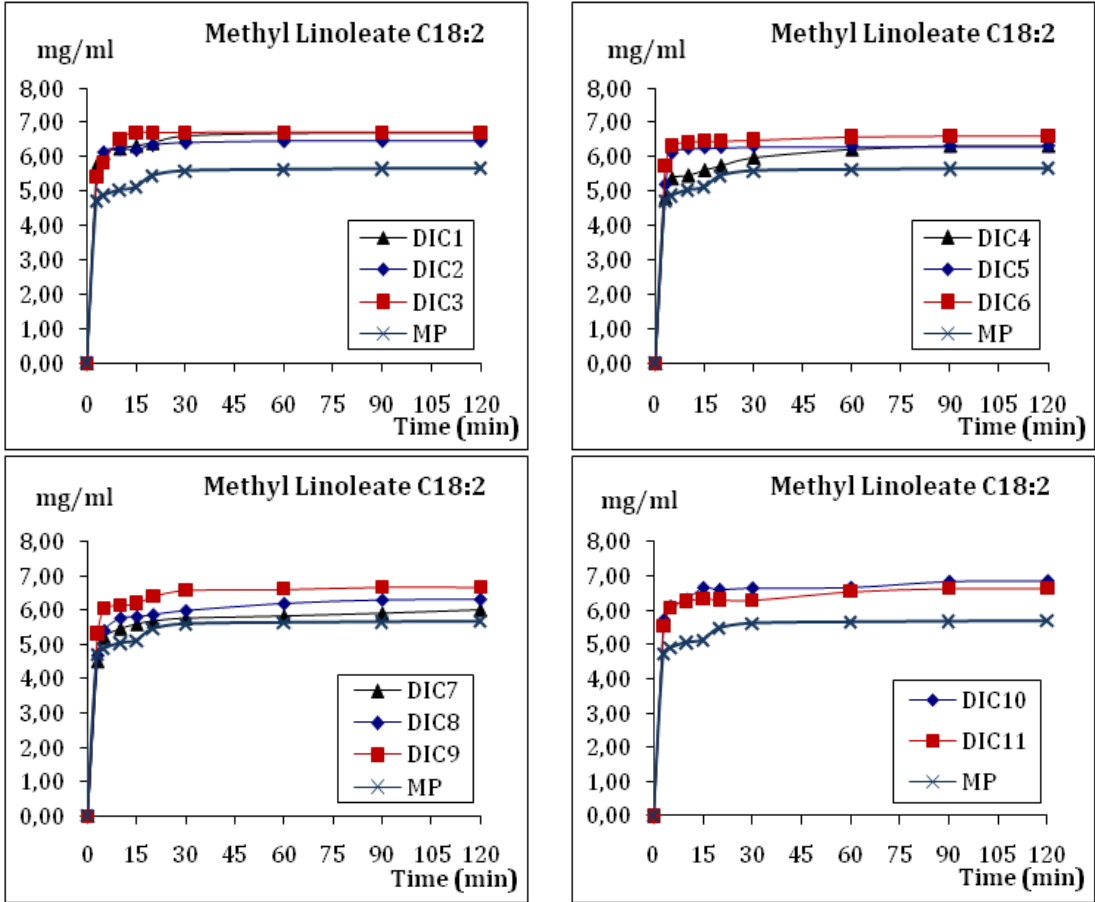 Methyl Linoleate C18:2
mg/ml
8,00
7,00
6,00
5,00
4,00
3,00
2,00
1,00
0,00
DIC1
DIC2
DIC3
MP
0 15 30 45 60 75 90 105 120
Time (min)
Methyl Linoleate C18:2
mg/ml
8,00
7,00
6,00
5,00
4,00
3,00
2,00
1,00
0,00
DIC4
DIC5
DIC6
MP
0 15 30 45 60 75 90 105 120
Time (min)
Methyl Linoleate C18:2
mg/ml
8,00
7,00
6,00
5,00
4,00
3,00
2,00
1,00
0,00
DIC7
DIC8
DIC9
MP
0 15 30 45 60 75 90 105 120
Time (min)
Methyl Linoleate C18:2
mg/ml
8,00
7,00
6,00
5,00
4,00
3,00
2,00
1,00
0,00
DIC10
DIC11
MP
0 15 30 45 60 75 90 105 120
Time (min)